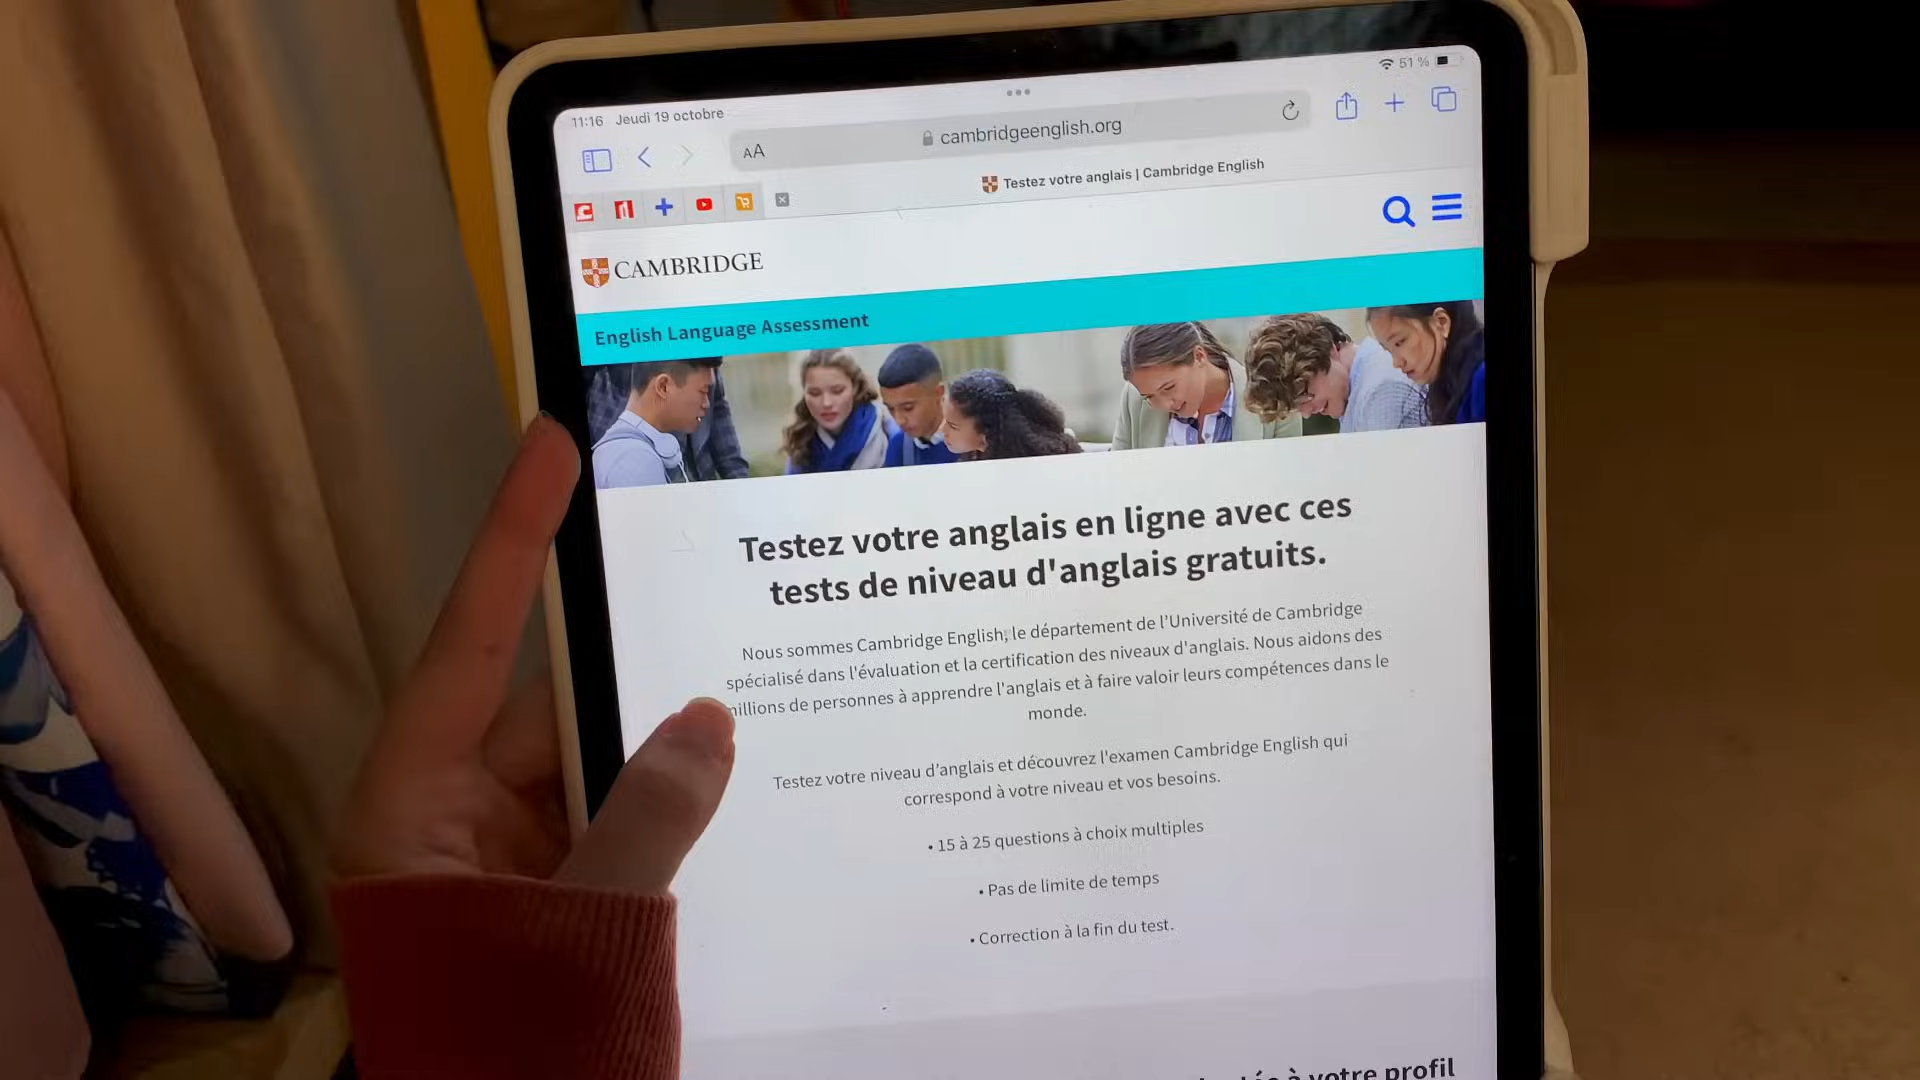 11:16 Jeudi 19 octobre
51 %
AA
cambridgeenglish.org
Testez votre anglais | Cambridge English
CAMBRIDGE
English Language Assessment
Testez votre anglais en ligne avec ces
tests de niveau d'anglais gratuits.
Nous sommes Cambridge English, le département de l’Université de Cambridge
spécialisé dans l'évaluation et la certification des niveaux d'anglais. Nous aidons des
millions de personnes à apprendre l'anglais et à faire valoir leurs compétences dans le
monde.
Testez votre niveau d’anglais et découvrez l'examen Cambridge English qui
correspond à votre niveau et vos besoins.
• 15 à 25 questions à choix multiples
• Pas de limite de temps
• Correction à la fin du test.
à votre profil